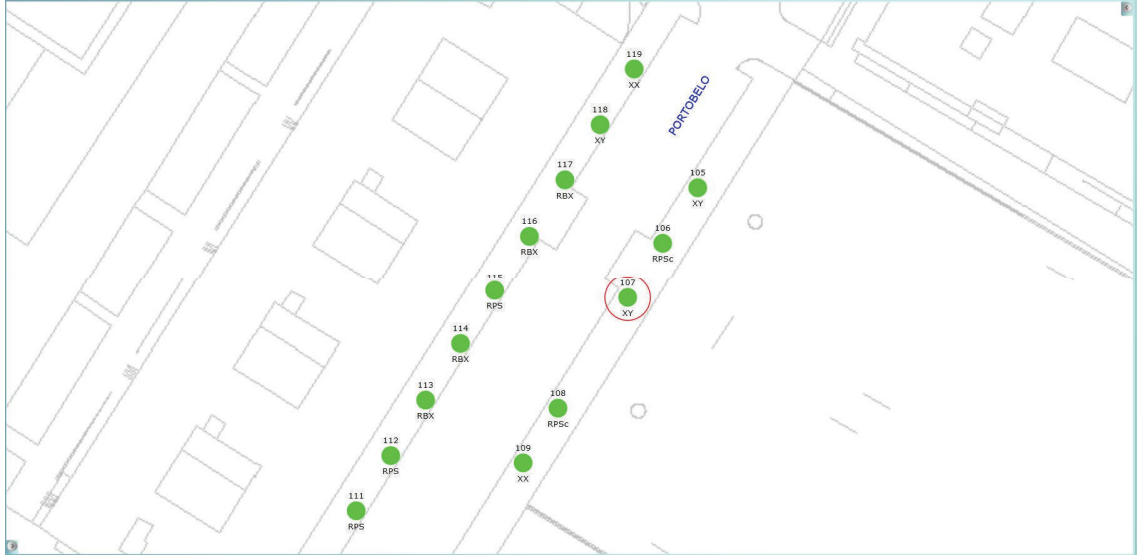 119
XX
118
XY
PORTOBELO
117
RBX
105
XY
116
RBX
106
RPSc
115
RPS
107
XY
114
RBX
113
RBX
108
RPSc
112
RPS
109
XX
111
RPS